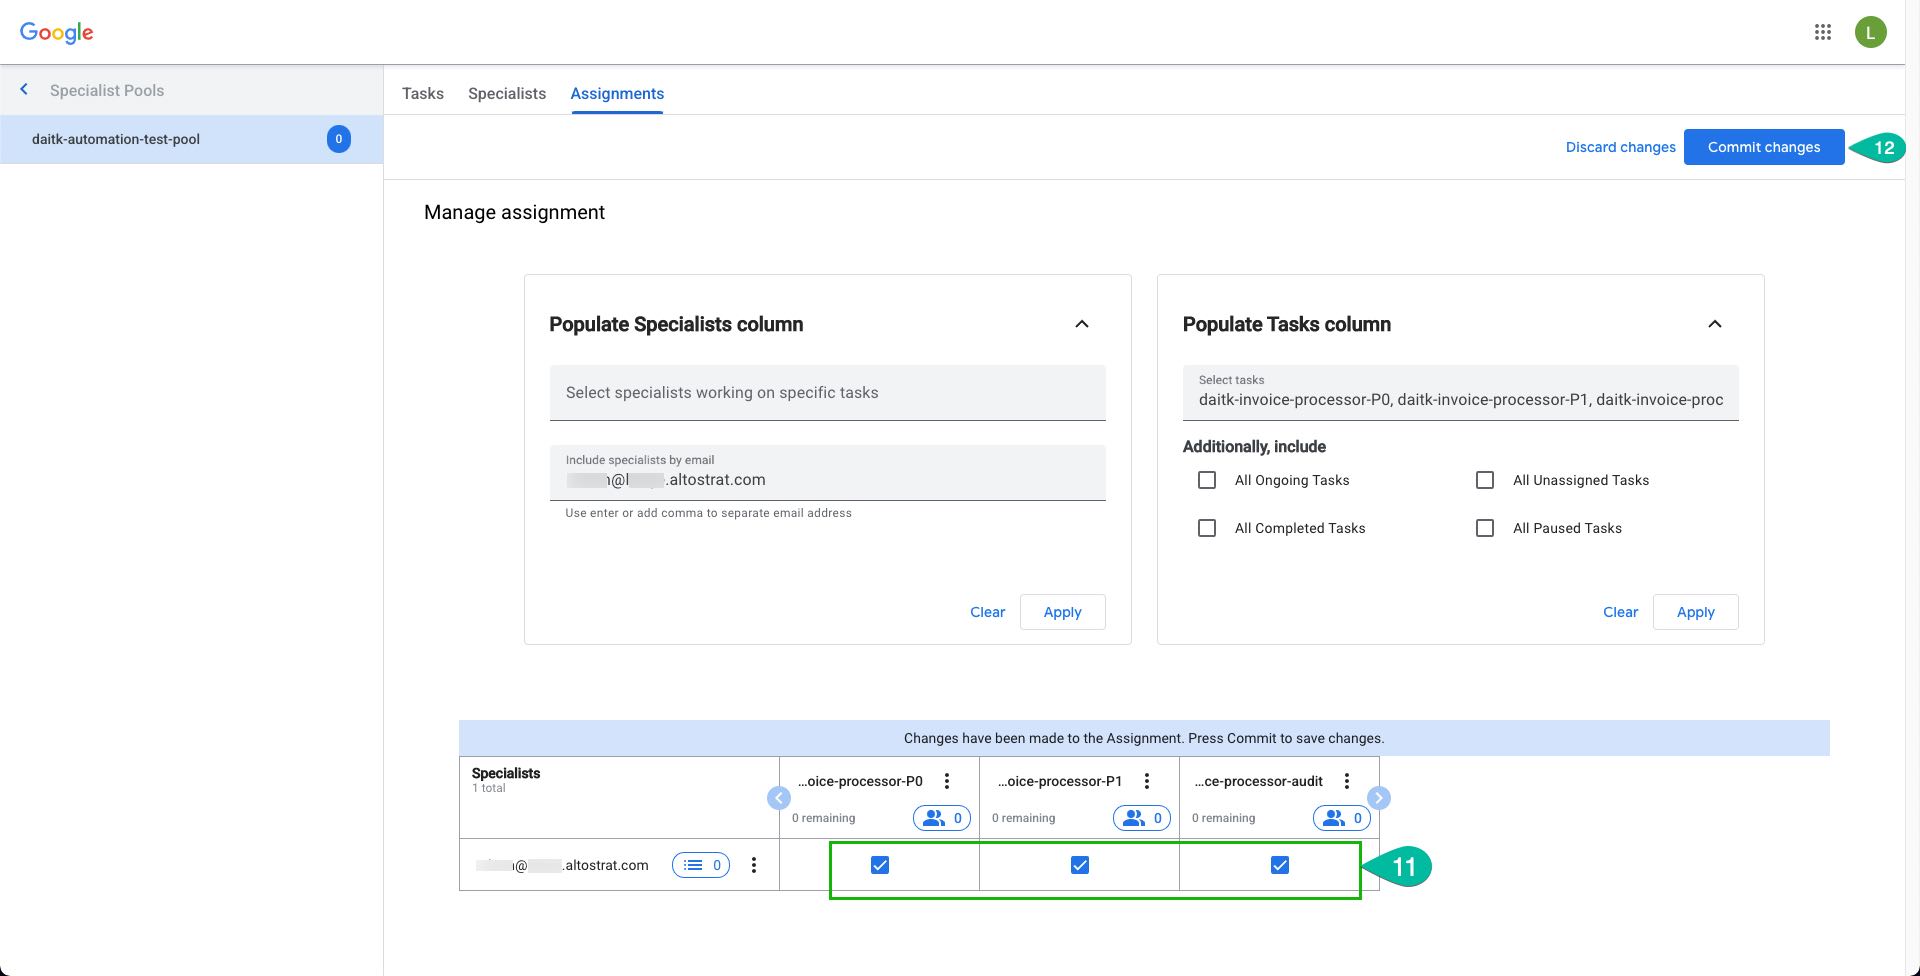 Google
L
Specialist Pools
Tasks Specialists Assignments
daitk-automation-test-pool 0
Discard changes Commit changes 12
Manage assignment
Populate Specialists column
Select specialists working on specific tasks
Include specialists by email
@ .altostrat.com
Use enter or add comma to separate email address
Clear Apply
Populate Tasks column
Select tasks
daitk-invoice-processor-P0, daitk-invoice-processor-P1, daitk-invoice-proc
Additionally, include
All Ongoing Tasks All Unassigned Tasks
All Completed Tasks All Paused Tasks
Clear Apply
Changes have been made to the Assignment. Press Commit to save changes.
Specialists
1 total
...oice-processor-P0 ...oice-processor-P1 ...ce-processor-audit
0 remaining 0 0 remaining 0 0 remaining 0
@ .altostrat.com 0
11